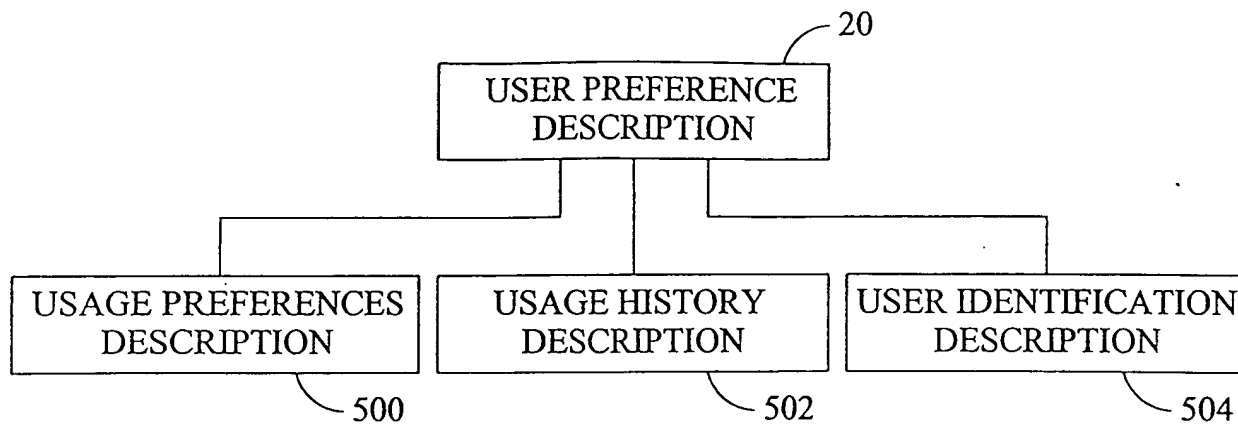 20
USER PREFERENCE
DESCRIPTION
USAGE PREFERENCES
DESCRIPTION
USAGE HISTORY
DESCRIPTION
USER IDENTIFICATION
DESCRIPTION
500
502
504